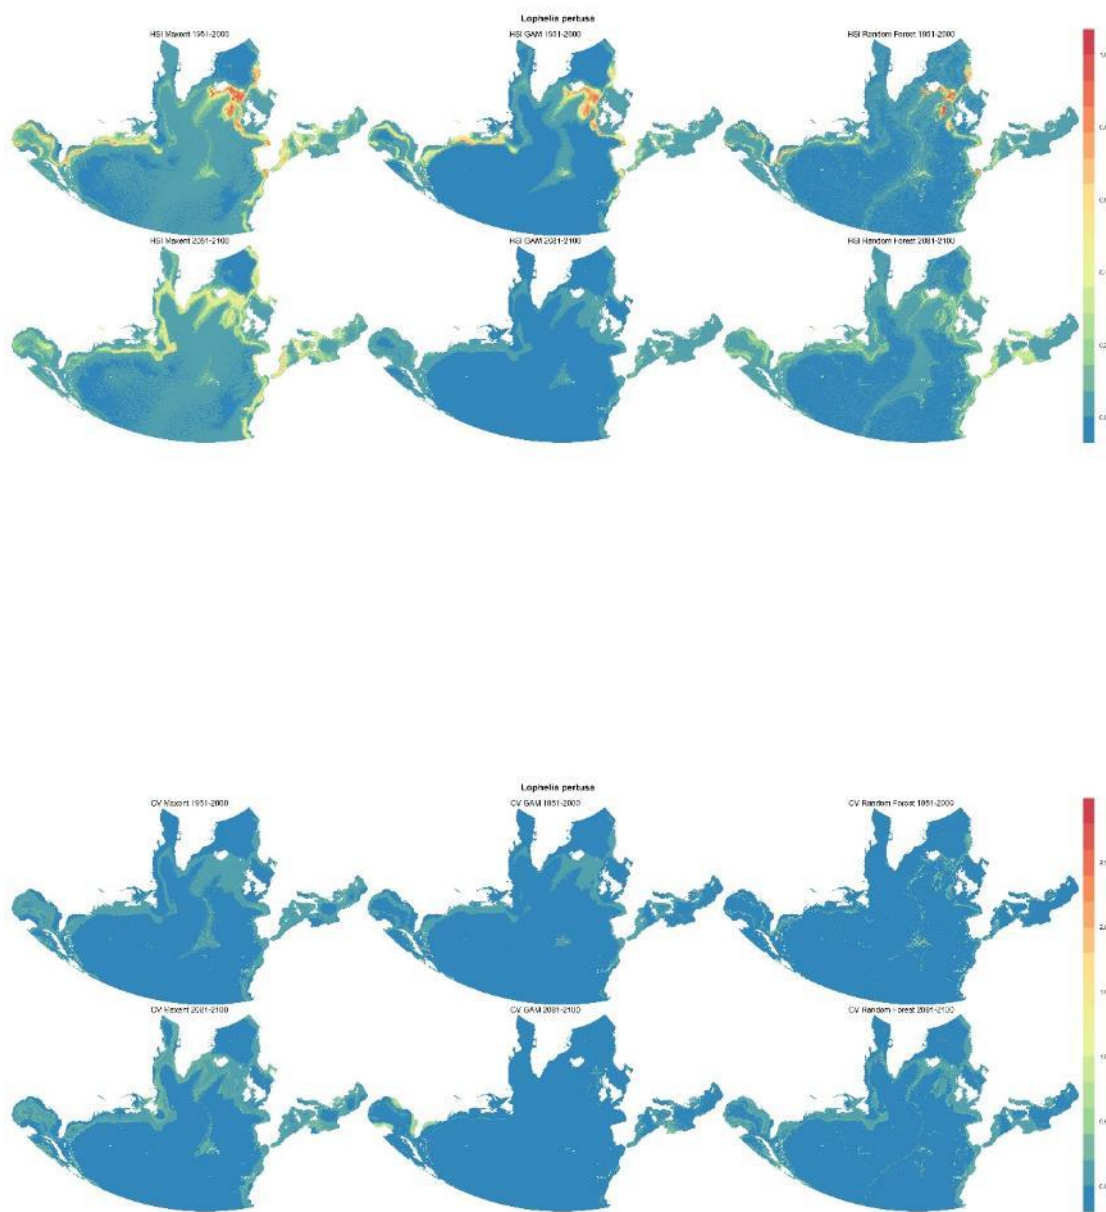 Lophelia pertusa
HSI Maxent 1951-2000
HSI GAM 1951-2000
HSI Random Forest 1951-2000
HSI Maxent 2081-2100
HSI GAM 2081-2100
HSI Random Forest 2081-2100
Lophelia pertusa
CV Maxent 1951-2000
CV GAM 1951-2000
CV Random Forest 1951-2000
CV Maxent 2081-2100
CV GAM 2081-2100
CV Random Forest 2081-2100